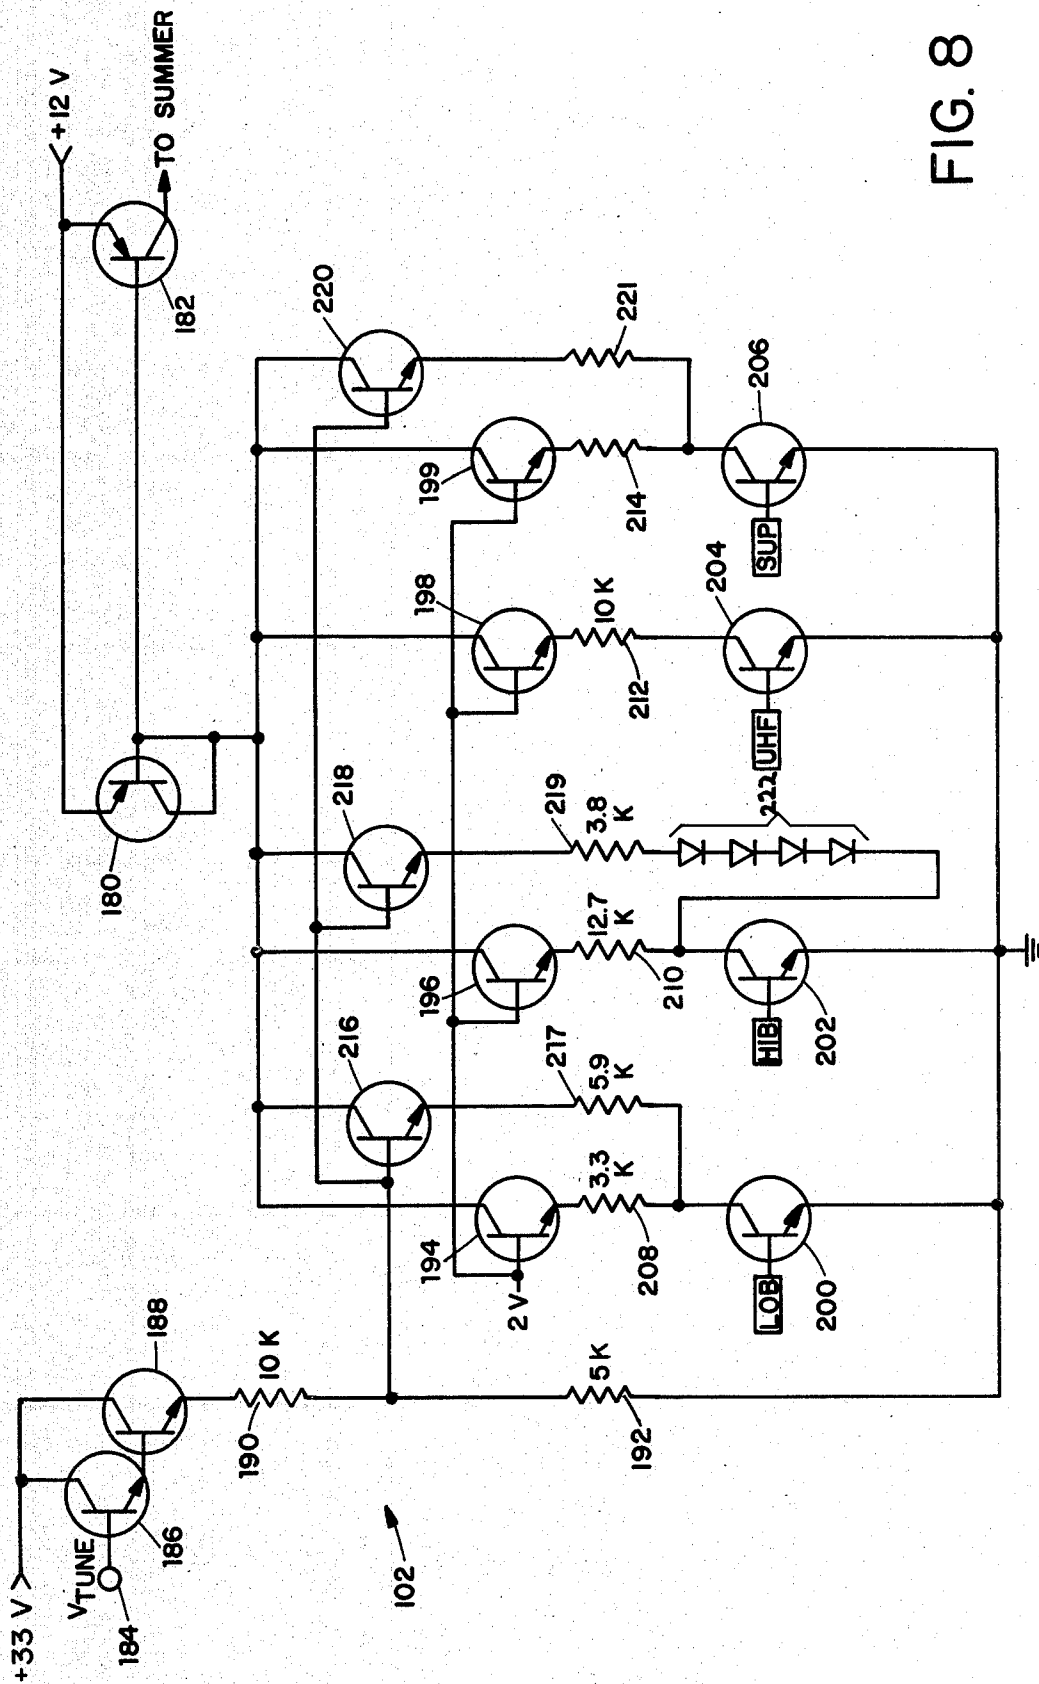 +33 V
VTUNE
184
186
188
190
10 K
192
5 K
102
+12 V
TO SUMMER
180
182
216
218
220
194
196
198
199
2 V
217
5.9 K
3.3 K
208
219
3.8 K
12.7 K
210
222
10 K
212
214
221
LOB
200
HIB
202
UHF
204
SUP
206
FIG. 8